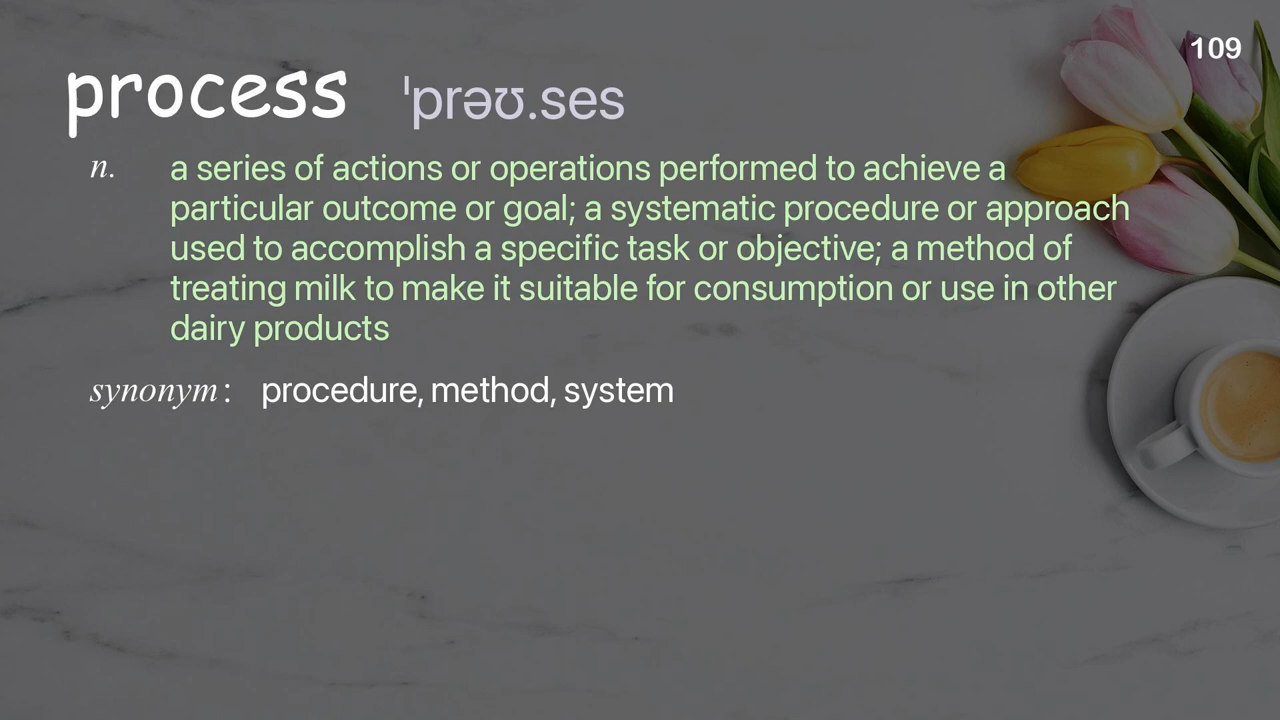 109
process ˈprəʊ.ses
n. a series of actions or operations performed to achieve a
particular outcome or goal; a systematic procedure or approach
used to accomplish a specific task or objective; a method of
treating milk to make it suitable for consumption or use in other
dairy products
synonym: procedure, method, system